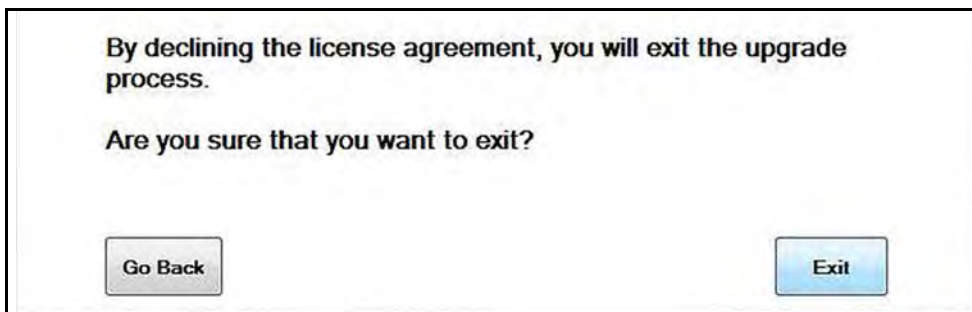 By declining the license agreement, you will exit the upgrade
process.
Are you sure that you want to exit?
Go Back
Exit